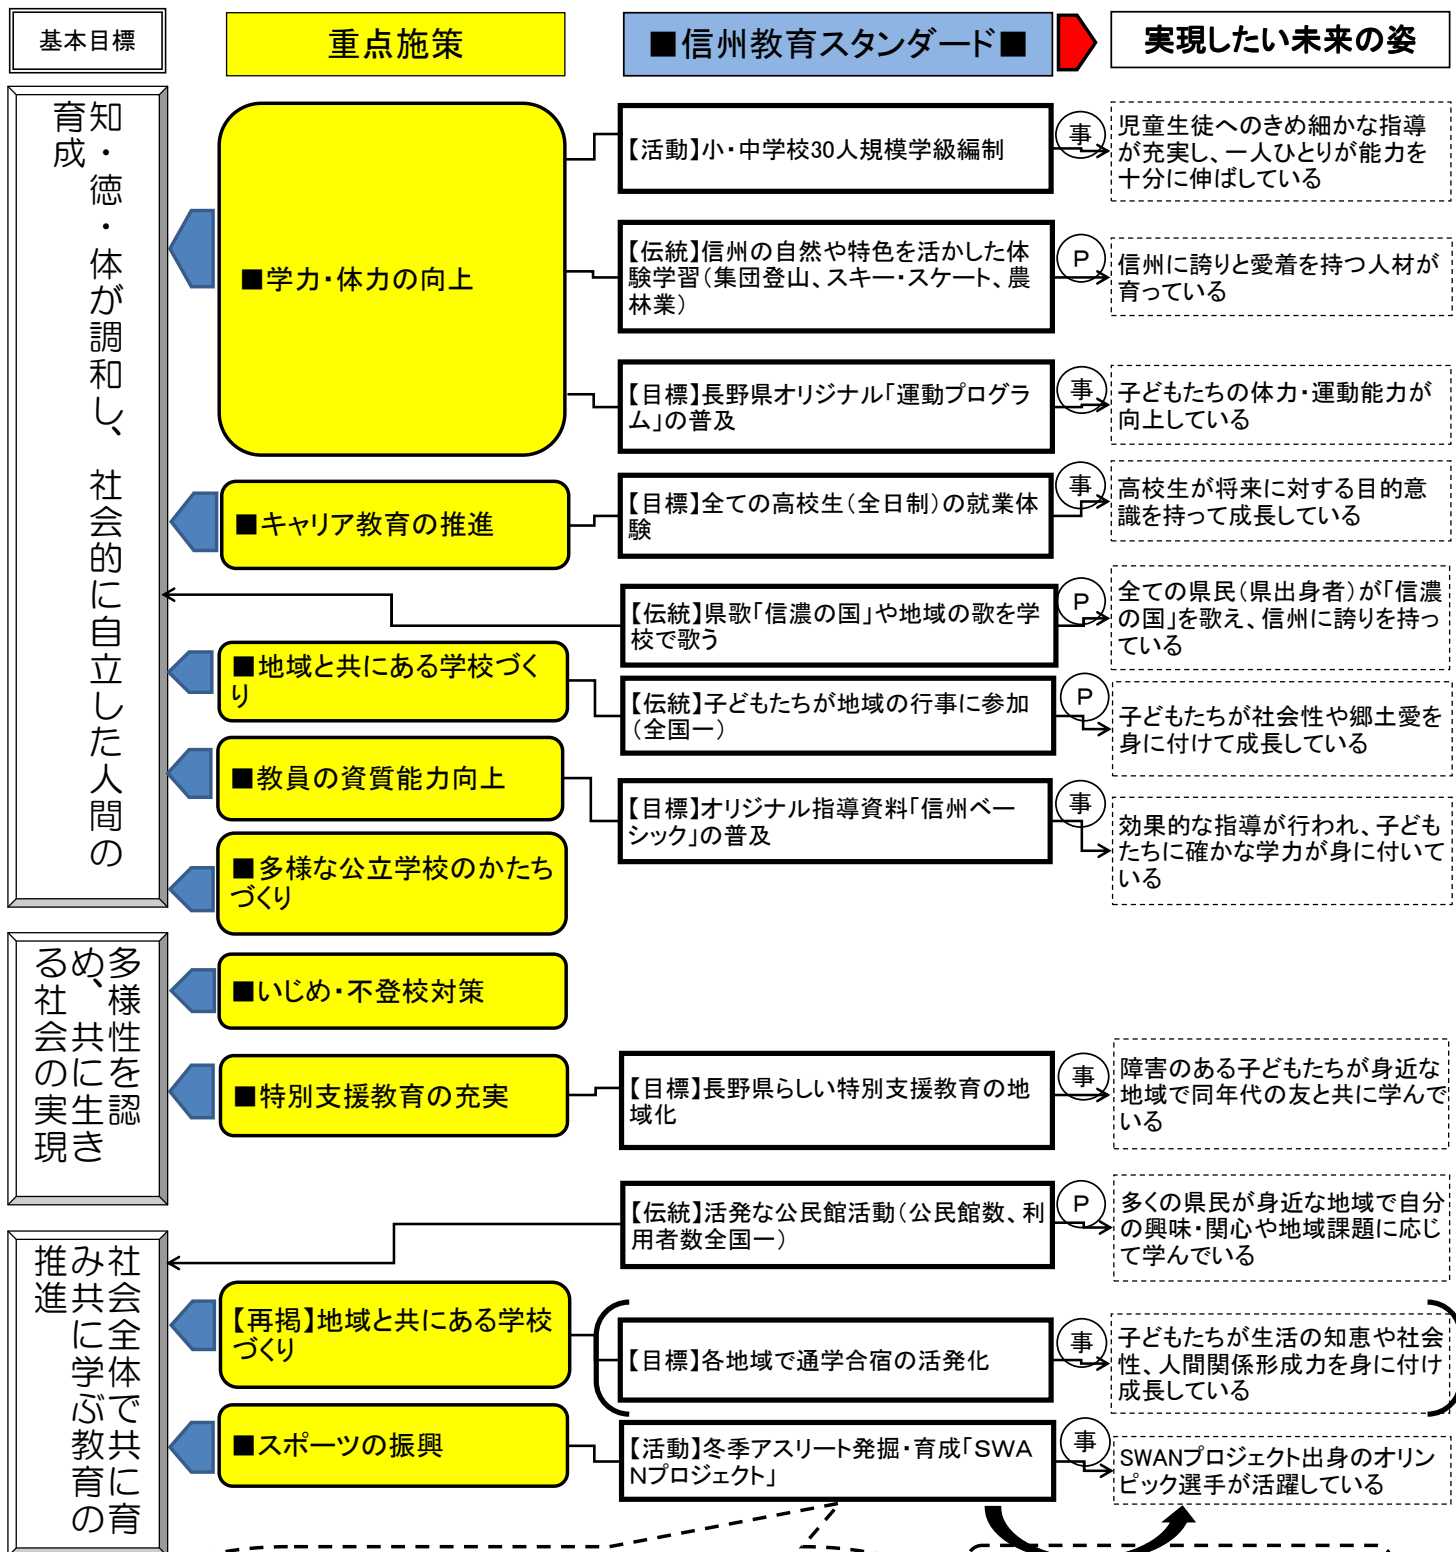 基本目標
重点施策
■信州教育スタンダード■
実現したい未来の姿
知・徳・体が調和し、社会的に自立した人間の
育成
■学力・体力の向上
【活動】小・中学校30人規模学級編制
事
児童生徒へのきめ細かな指導
が充実し、一人ひとりが能力を
十分に伸ばしている
【伝統】信州の自然や特色を活かした体
験学習（集団登山、スキー・スケート、農
林業）
P
信州に誇りと愛着を持つ人材が
育っている
【目標】長野県オリジナル「運動プログラ
ム」の普及
事
子どもたちの体力・運動能力が
向上している
■キャリア教育の推進
【目標】全ての高校生（全日制）の就業体
験
事
高校生が将来に対する目的意
識を持って成長している
【伝統】県歌「信濃の国」や地域の歌を学
校で歌う
P
全ての県民（県出身者）が「信濃
の国」を歌え、信州に誇りを持っ
ている
■地域と共にある学校づく
り
【伝統】子どもたちが地域の行事に参加
（全国一）
P
子どもたちが社会性や郷土愛を
身に付けて成長している
■教員の資質能力向上
【目標】オリジナル指導資料「信州ベー
シック」の普及
事
効果的な指導が行われ、子ども
たちに確かな学力が身に付いて
いる
■多様な公立学校のかたち
づくり
多様性を認
め、共に生き
る社会の実現
■いじめ・不登校対策
■特別支援教育の充実
【目標】長野県らしい特別支援教育の地
域化
事
障害のある子どもたちが身近な
地域で同年代の友と共に学んで
いる
【伝統】活発な公民館活動（公民館数、利
用者数全国一）
P
多くの県民が身近な地域で自分
の興味・関心や地域課題に応じ
て学んでいる
社会全体で共に育
み共に学ぶ教育の
推進
【再掲】地域と共にある学校
づくり
【目標】各地域で通学合宿の活発化
事
子どもたちが生活の知恵や社会
性、人間関係形成力を身に付け
成長している
■スポーツの振興
【活動】冬季アスリート発掘・育成「ＳＷＡ
Ｎプロジェクト」
事
SWANプロジェクト出身のオリン
ピック選手が活躍している